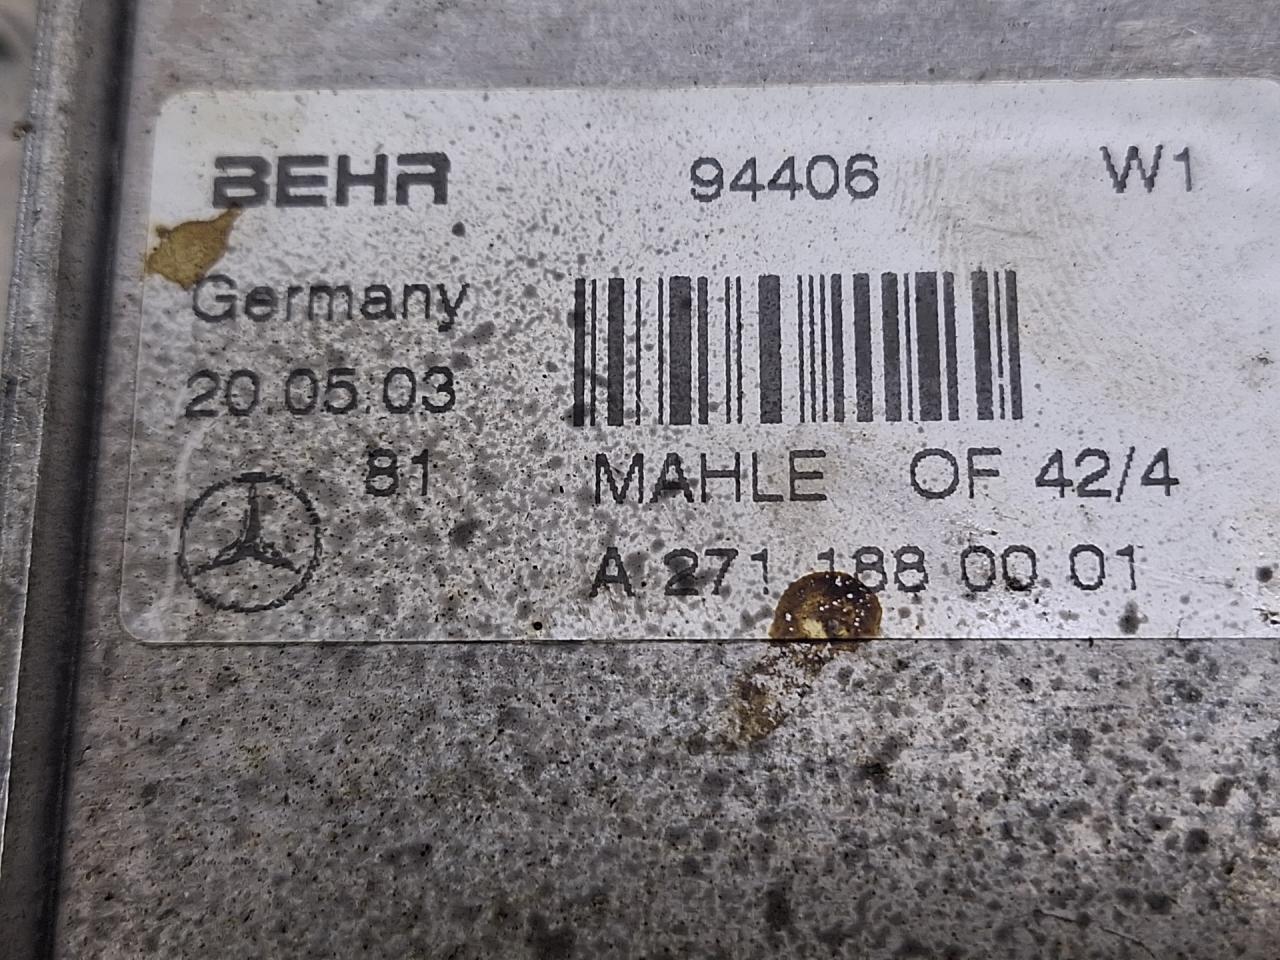 BEHR 94406 W1
Germany
20.05.03
81 MAHLE OF 42/4
A 271 188 00 01